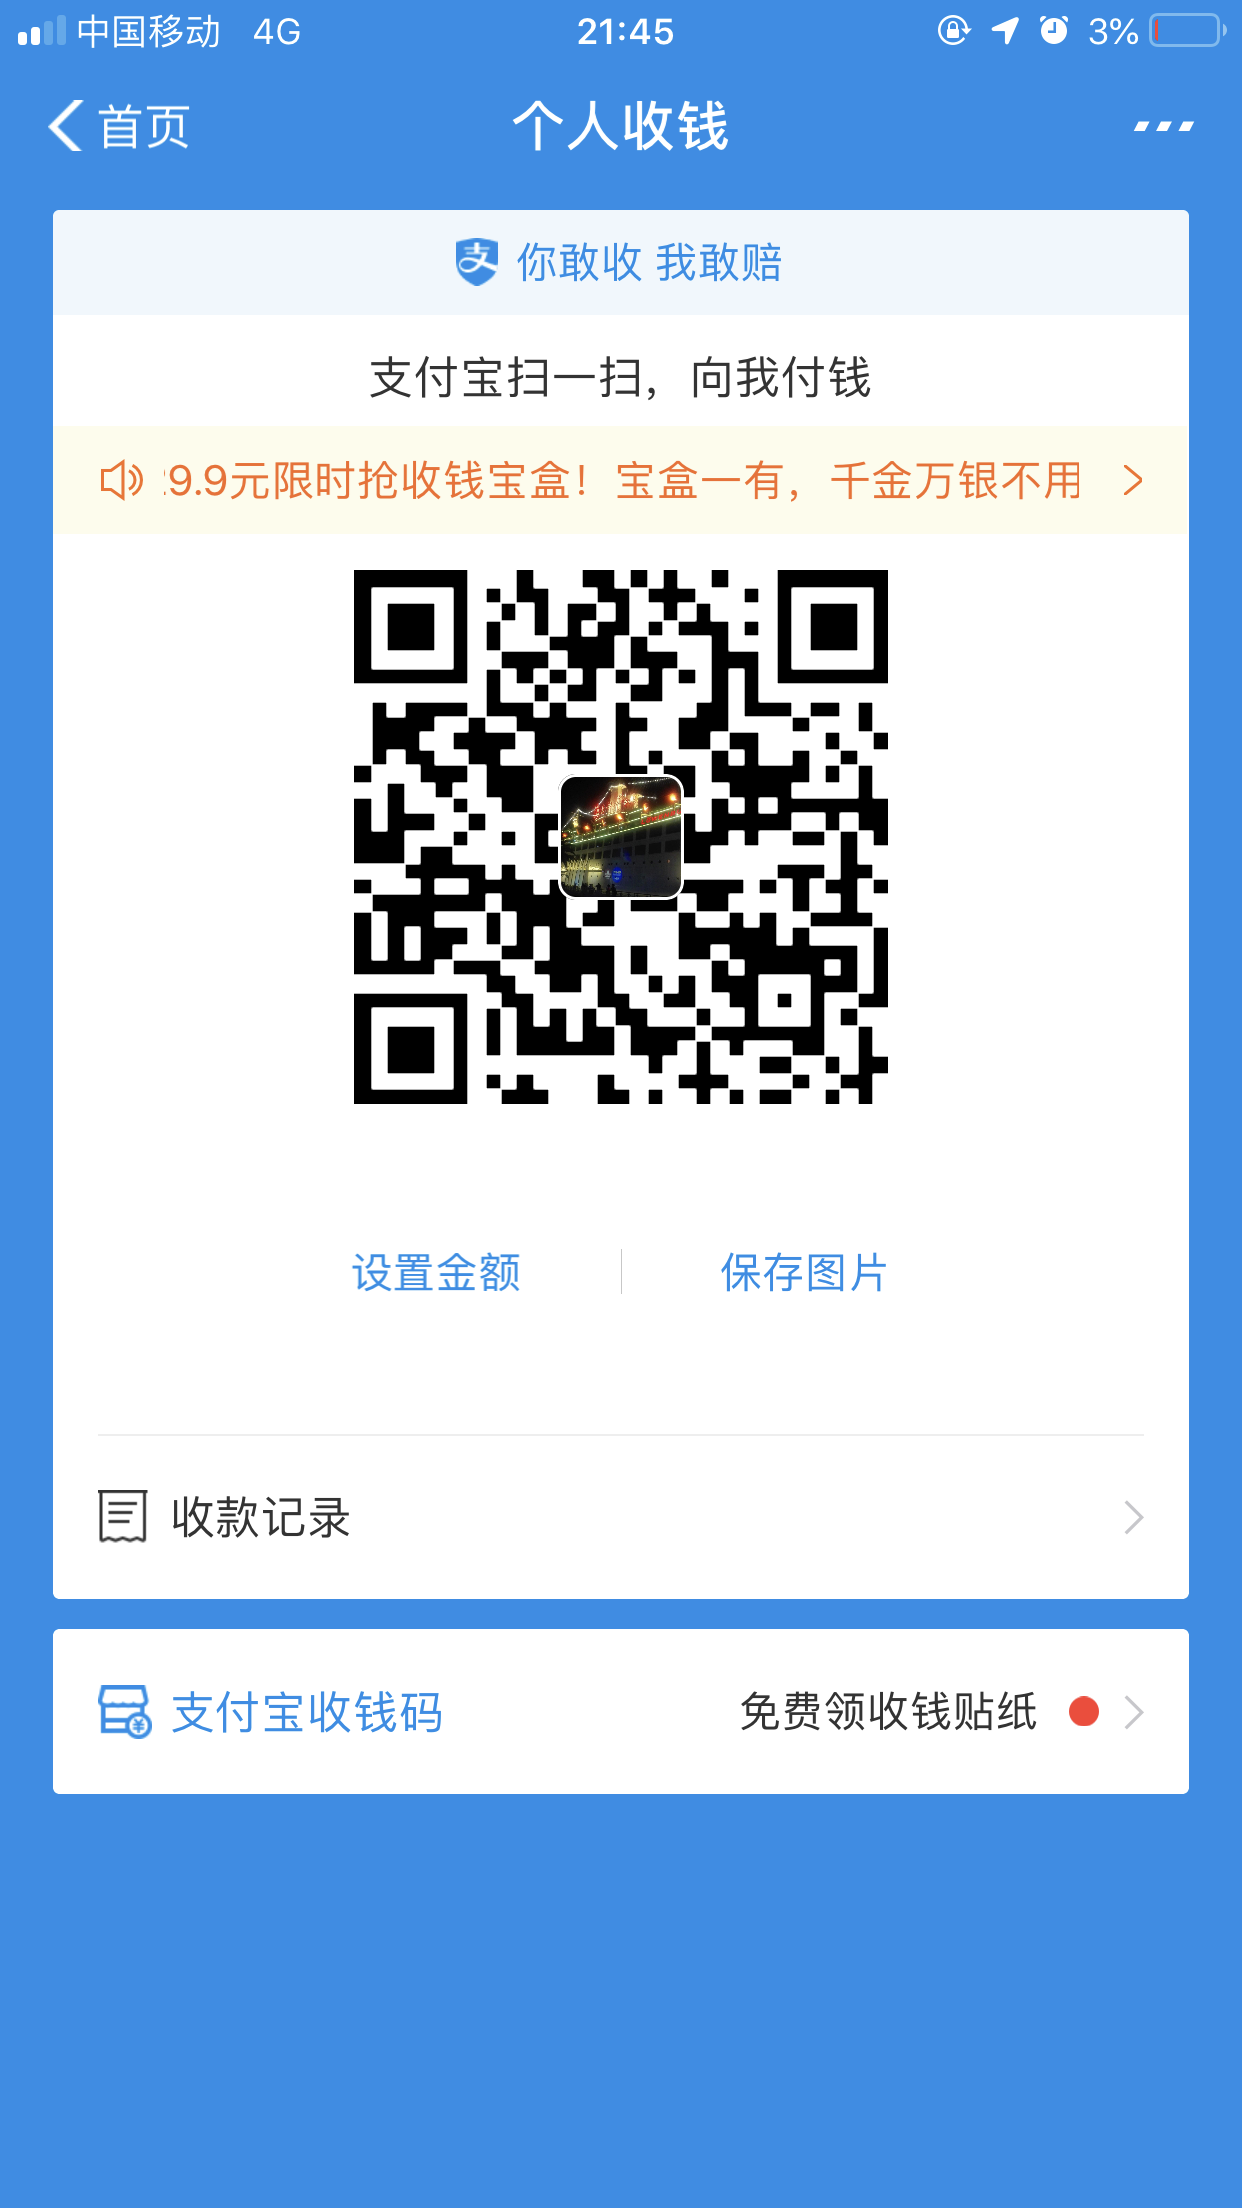 中国移动 4G 21:45 3%
首页 个人收钱
你敢收 我敢赔
支付宝扫一扫，向我付钱
9.9元限时抢收钱宝盒！宝盒一有，千金万银不用
设置金额 保存图片
收款记录
支付宝收钱码 免费领收钱贴纸